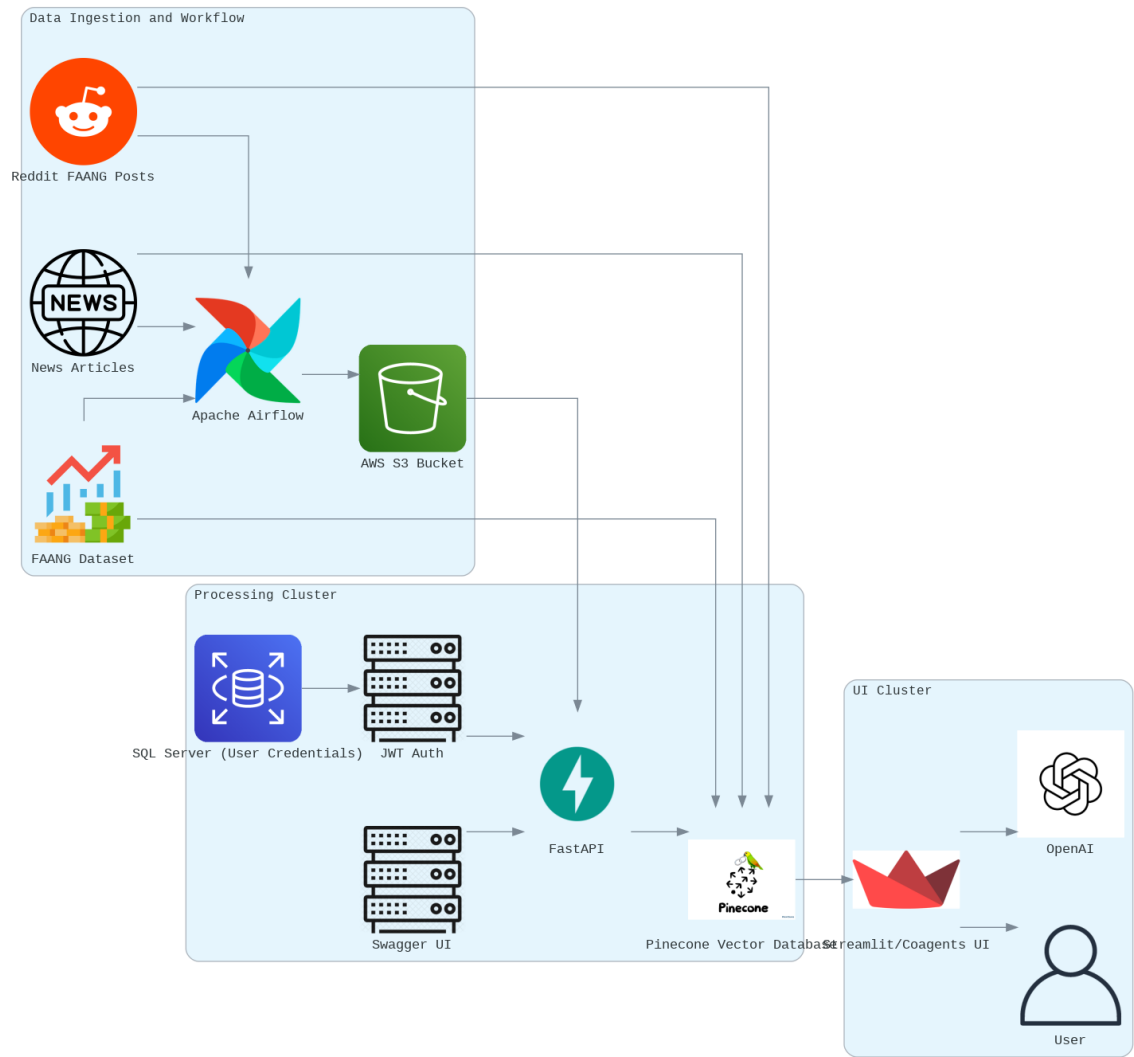 Data Ingestion and Workflow
Reddit FAANG Posts
NEWS
News Articles
Apache Airflow
AWS S3 Bucket
FAANG Dataset
Processing Cluster
SQL Server (User Credentials)
JWT Auth
UI Cluster
FastAPI
OpenAI
Pinecone
Swagger UI
Pinecone Vector Database
Streamlit/Coagents UI
User